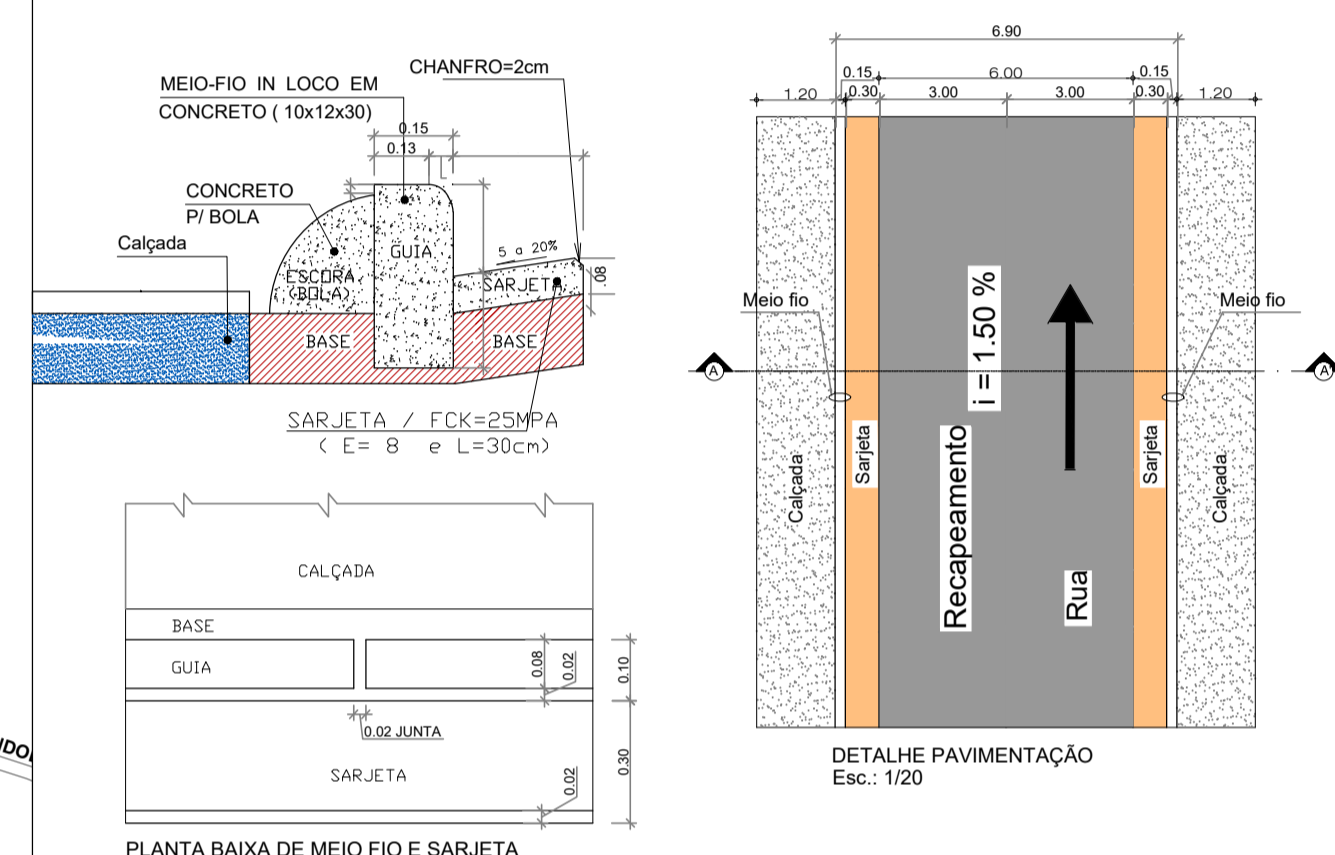 MEIO-FIO IN LOCO EM
CONCRETO ( 10x12x30)
CHANFRO=2cm
0.15
0.13
L
CONCRETO
P/ BOLA
Calçada
GUIA
5 a 20%
ESCORA
(BOLA)
SARJETA
.08
BASE
BASE
SARJETA / FCK=25MPA
( E= 8 e L=30cm)
CALÇADA
BASE
GUIA
0.08
0.02
0.10
0.02 JUNTA
SARJETA
0.02
0.30
PLANTA BAIXA DE MEIO FIO E SARJETA
6.90
0.15
6.00
0.15
1.20
0.30
3.00
3.00
0.30
1.20
Meio fio
Meio fio
i = 1.50 %
A
A'
Sarjeta
Sarjeta
Calçada
Calçada
Recapeamento
Rua
DETALHE PAVIMENTAÇÃO
Esc.: 1/20